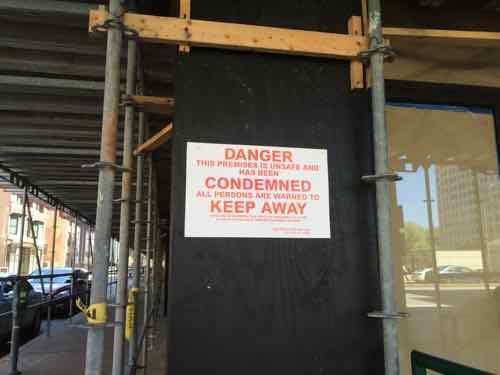 DANGER
THIS PREMISES IS UNSAFE AND
HAS BEEN
CONDEMNED
ALL PERSONS ARE WARNED TO
KEEP AWAY